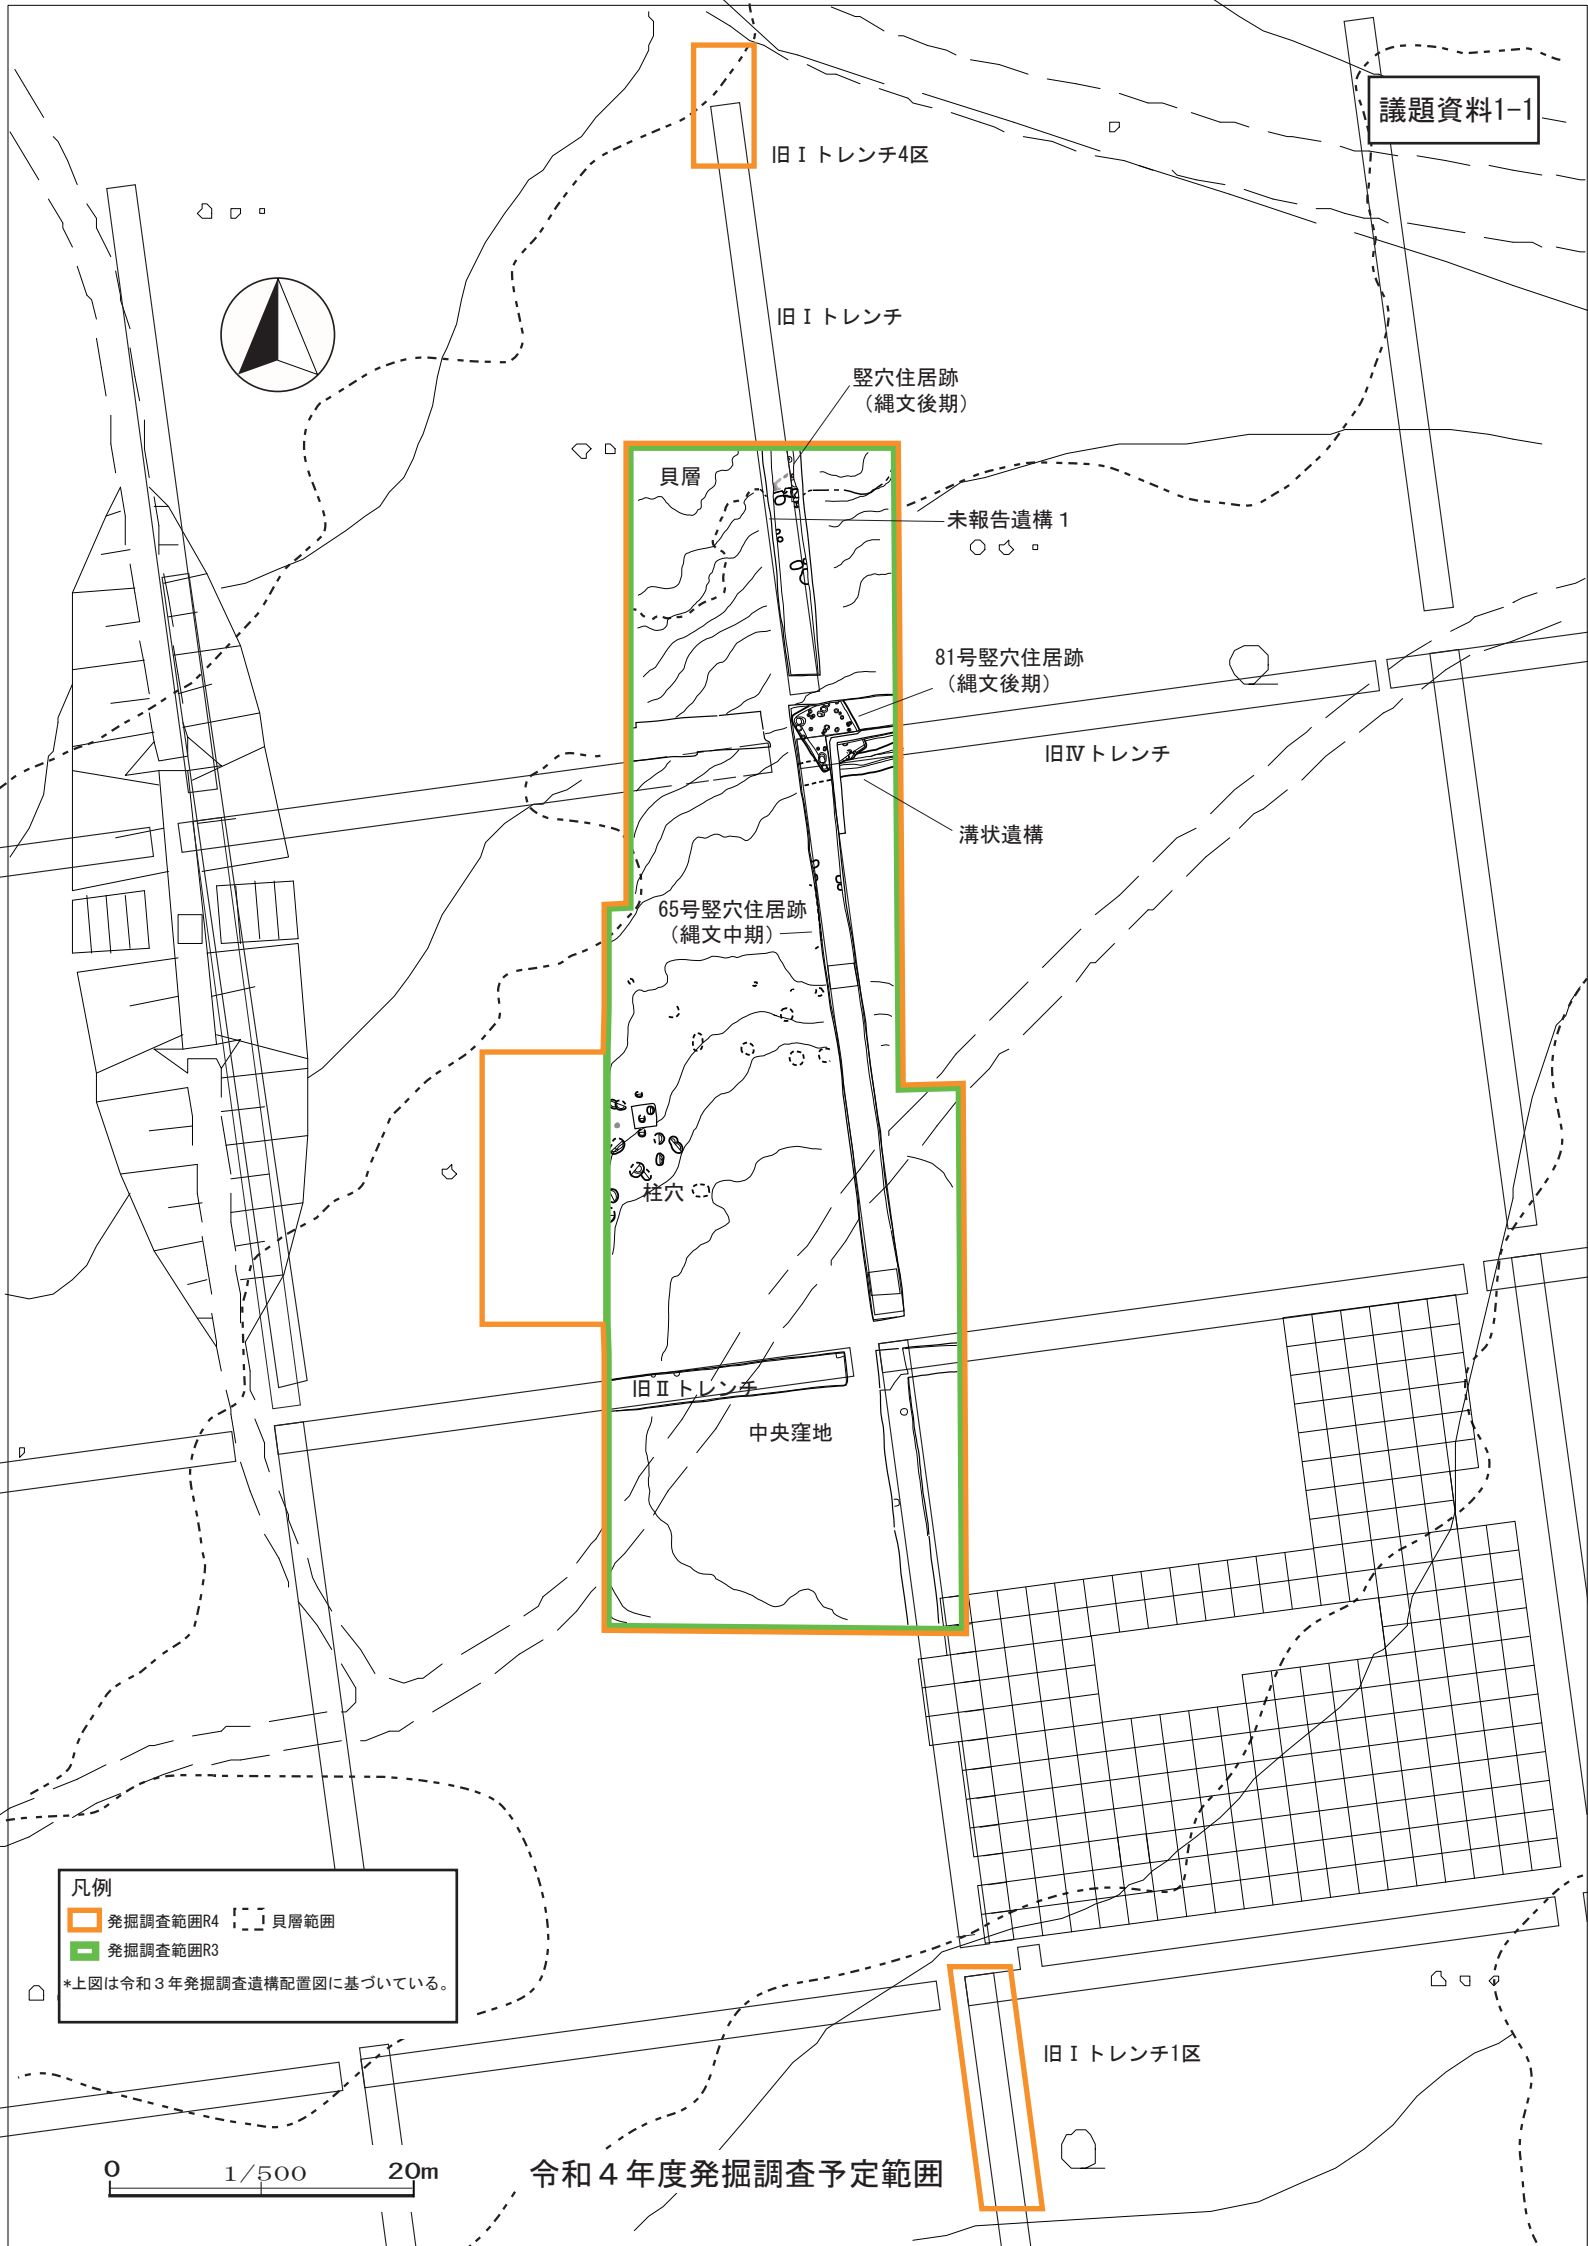 議題資料1-1
旧Ⅰトレンチ4区
旧Ⅰトレンチ
竪穴住居跡
（縄文後期）
貝層
未報告遺構１
81号竪穴住居跡
（縄文後期）
旧Ⅳトレンチ
溝状遺構
65号竪穴住居跡
（縄文中期）
柱穴
旧Ⅱトレンチ
中央窪地
凡例
発掘調査範囲R4 貝層範囲
発掘調査範囲R3
*上図は令和３年発掘調査遺構配置図に基づいている。
旧Ⅰトレンチ1区
0 1/500 20m
令和４年度発掘調査予定範囲